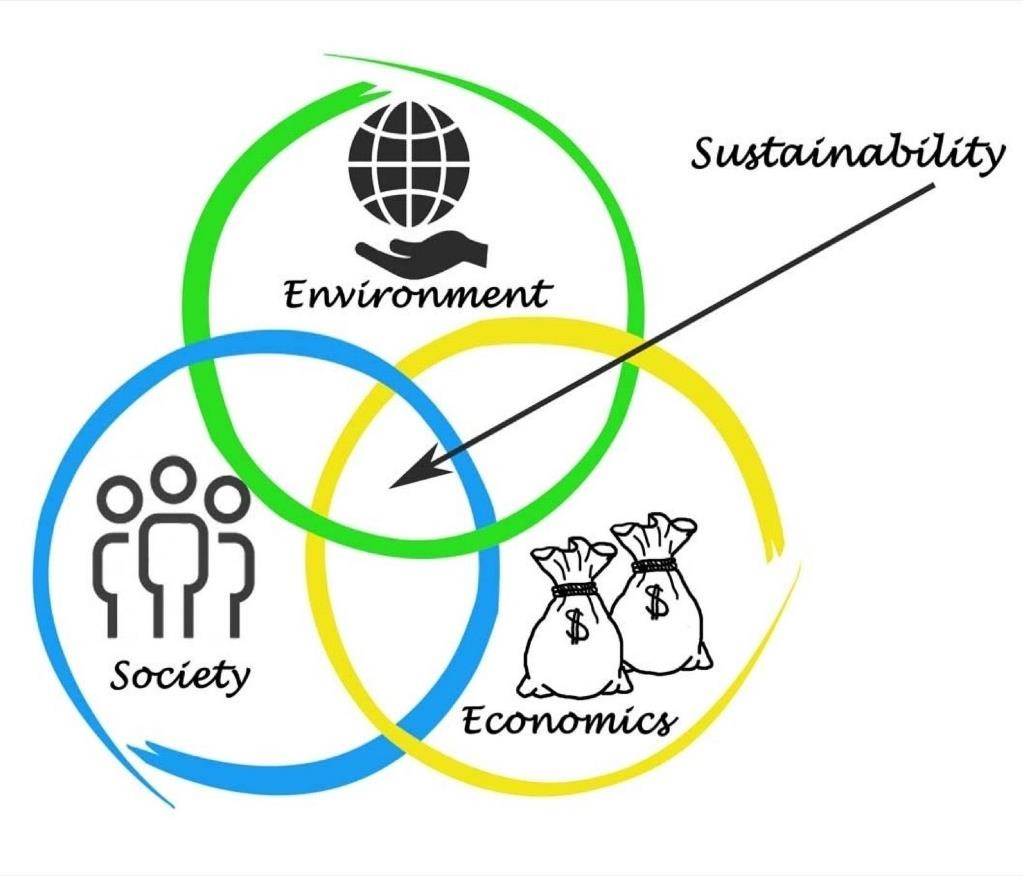 Sustainability
Environment
Society
$
$
Economics